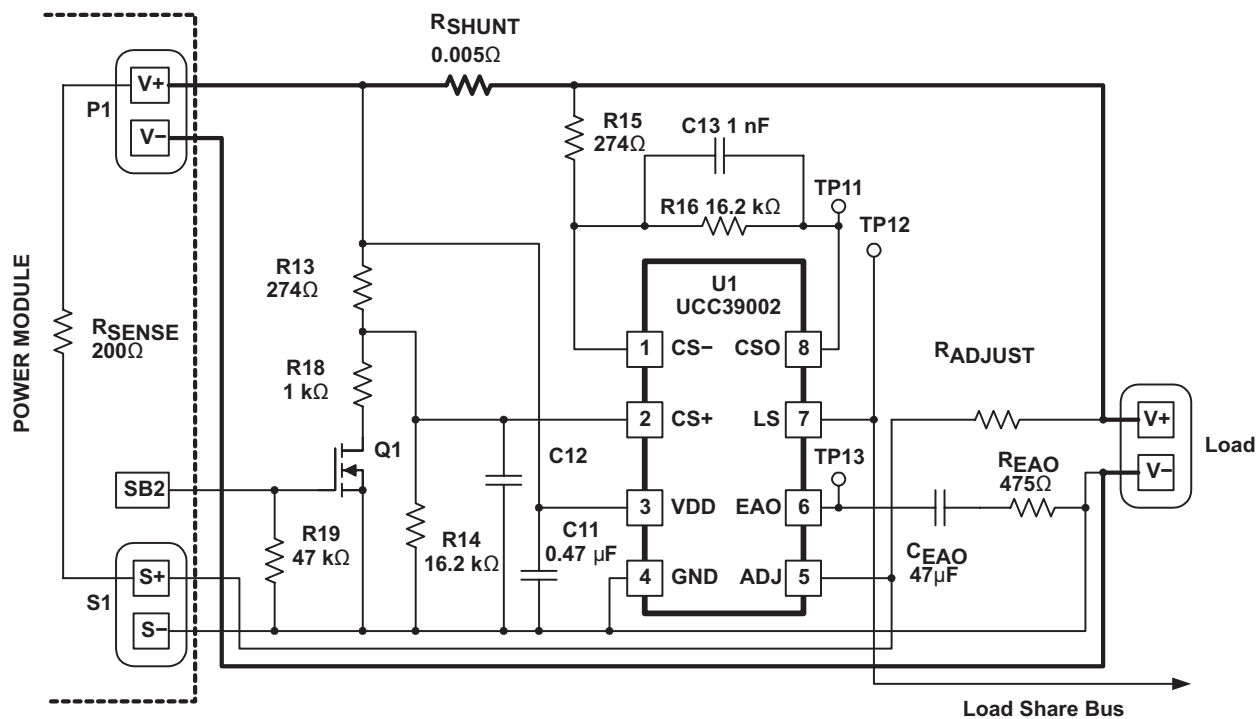 RSHUNT
0.005Ω
P1
V+
V−
R15
274Ω
C13 1 nF
R16 16.2 kΩ
TP11
TP12
POWER MODULE
RSENSE
200Ω
R13
274Ω
R18
1 kΩ
Q1
U1
UCC39002
1
CS−
CSO
8
2
CS+
LS
7
3
VDD
EAO
6
4
GND
ADJ
5
RADJUST
TP13
REAO
475Ω
CEAO
47μF
V+
V−
Load
SB2
R19
47 kΩ
R14
16.2 kΩ
C12
C11
0.47 μF
S1
S+
S−
Load Share Bus